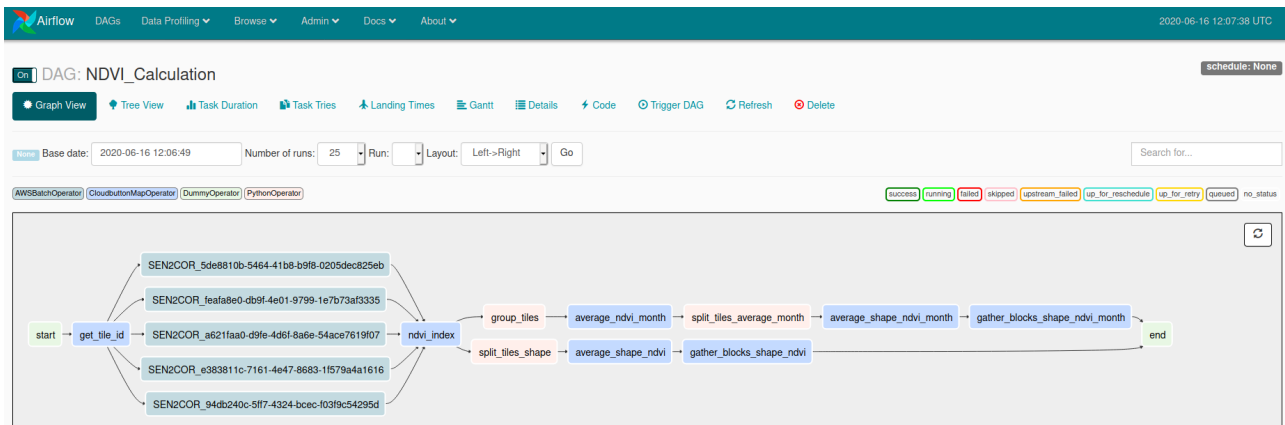 Airflow DAGs Data Profiling Browse Admin Docs About 2020-06-16 12:07:38 UTC
On DAG: NDVI_Calculation schedule: None
Graph View Tree View Task Duration Task Tries Landing Times Gantt Details Code Trigger DAG Refresh Delete
None Base date: 2020-06-16 12:06:49 Number of runs: 25 Run: Layout: Left->Right Go Search for...
AWSBatchOperator CloudbuttonMapOperator DummyOperator PythonOperator success running failed skipped upstream_failed up_for_reschedule up_for_retry queued no_status
SEN2COR_5de8810b-5464-41b8-b9f8-0205dec825eb
SEN2COR_feafa8e0-db9f-4e01-9799-1e7b73af3335
group_tiles average_ndvi_month split_tiles_average_month average_shape_ndvi_month gather_blocks_shape_ndvi_month
start get_tile_id SEN2COR_a621faa0-d9fe-4d6f-8a6e-54ace7619f07 ndvi_index end
split_tiles_shape average_shape_ndvi gather_blocks_shape_ndvi
SEN2COR_e383811c-7161-4e47-8683-1f579a4a1616
SEN2COR_94db240c-5ff7-4324-bcec-f03f9c54295d